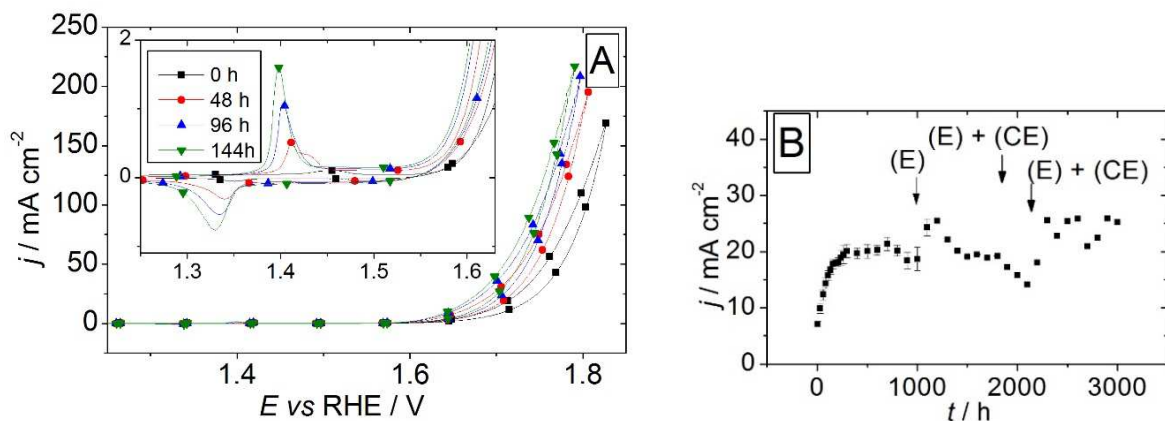 250
200
150
100
50
0
j / mA cm-2
1.4
1.6
1.8
E vs RHE / V
A
2
0
1.3
1.4
1.5
1.6
0 h
48 h
96 h
144h
B
40
30
20
10
0
j / mA cm-2
0
1000
2000
3000
t / h
(E)
(E) + (CE)
(E) + (CE)